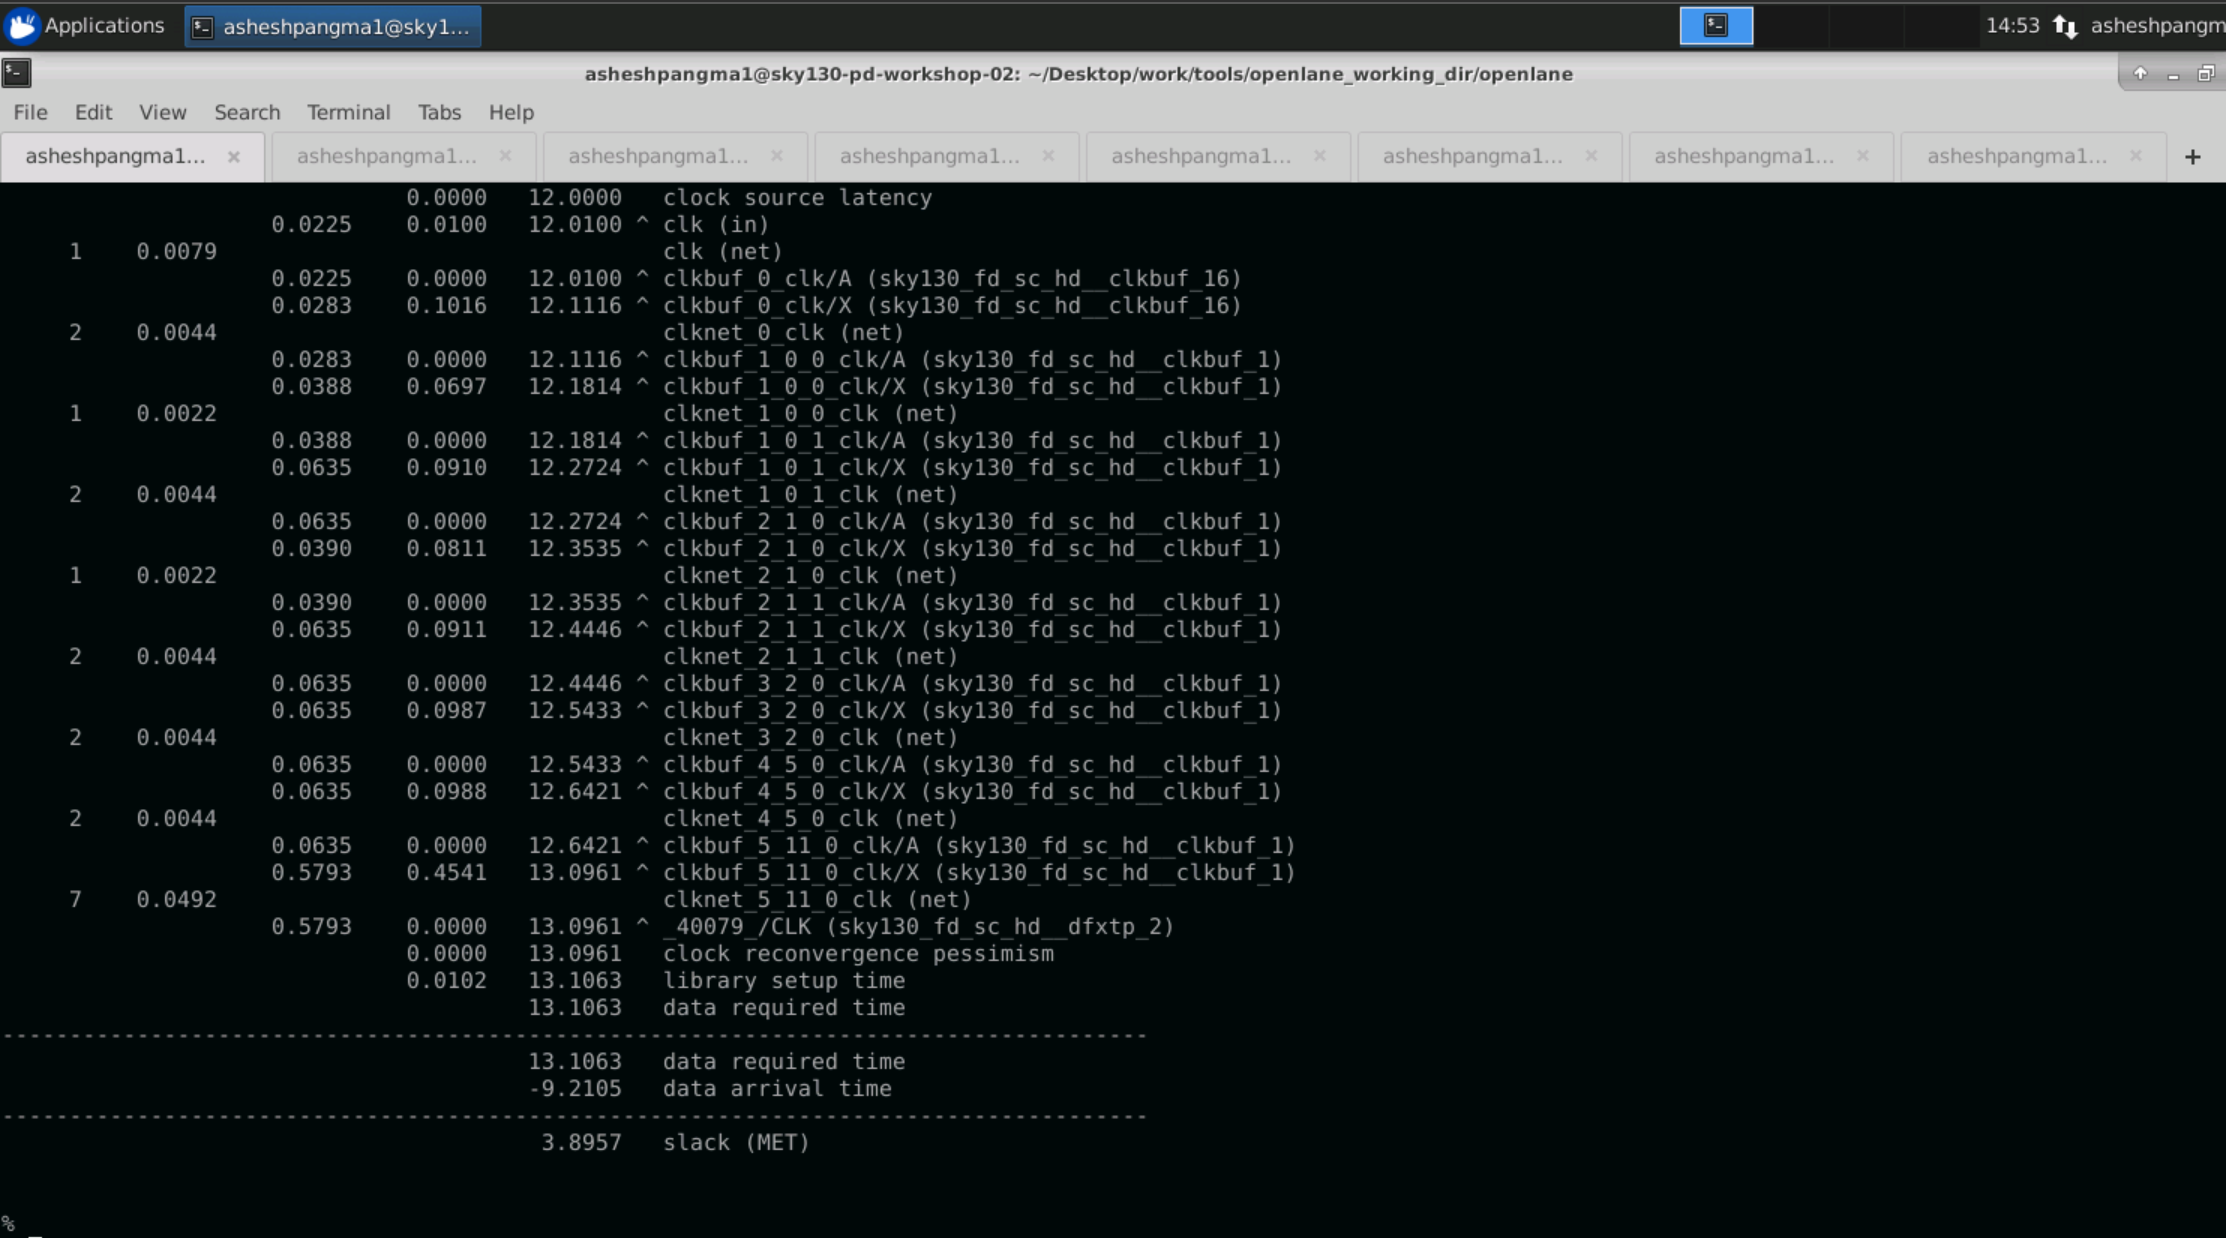 Applications asheshpangma1@sky1... 14:53 asheshpangm
asheshpangma1@sky130-pd-workshop-02: ~/Desktop/work/tools/openlane_working_dir/openlane
File Edit View Search Terminal Tabs Help
asheshpangma1... × asheshpangma1... × asheshpangma1... × asheshpangma1... × asheshpangma1... × asheshpangma1... × asheshpangma1... × asheshpangma1... × +
0.0000 12.0000 clock source latency
0.0225 0.0100 12.0100 ^ clk (in)
1 0.0079 clk (net)
0.0225 0.0000 12.0100 ^ clkbuf_0_clk/A (sky130_fd_sc_hd__clkbuf_16)
0.0283 0.1016 12.1116 ^ clkbuf_0_clk/X (sky130_fd_sc_hd__clkbuf_16)
2 0.0044 clknet_0_clk (net)
0.0283 0.0000 12.1116 ^ clkbuf_1_0_0_clk/A (sky130_fd_sc_hd__clkbuf_1)
0.0388 0.0697 12.1814 ^ clkbuf_1_0_0_clk/X (sky130_fd_sc_hd__clkbuf_1)
1 0.0022 clknet_1_0_0_clk (net)
0.0388 0.0000 12.1814 ^ clkbuf_1_0_1_clk/A (sky130_fd_sc_hd__clkbuf_1)
0.0635 0.0910 12.2724 ^ clkbuf_1_0_1_clk/X (sky130_fd_sc_hd__clkbuf_1)
2 0.0044 clknet_1_0_1_clk (net)
0.0635 0.0000 12.2724 ^ clkbuf_2_1_0_clk/A (sky130_fd_sc_hd__clkbuf_1)
0.0390 0.0811 12.3535 ^ clkbuf_2_1_0_clk/X (sky130_fd_sc_hd__clkbuf_1)
1 0.0022 clknet_2_1_0_clk (net)
0.0390 0.0000 12.3535 ^ clkbuf_2_1_1_clk/A (sky130_fd_sc_hd__clkbuf_1)
0.0635 0.0911 12.4446 ^ clkbuf_2_1_1_clk/X (sky130_fd_sc_hd__clkbuf_1)
2 0.0044 clknet_2_1_1_clk (net)
0.0635 0.0000 12.4446 ^ clkbuf_3_2_0_clk/A (sky130_fd_sc_hd__clkbuf_1)
0.0635 0.0987 12.5433 ^ clkbuf_3_2_0_clk/X (sky130_fd_sc_hd__clkbuf_1)
2 0.0044 clknet_3_2_0_clk (net)
0.0635 0.0000 12.5433 ^ clkbuf_4_5_0_clk/A (sky130_fd_sc_hd__clkbuf_1)
0.0635 0.0988 12.6421 ^ clkbuf_4_5_0_clk/X (sky130_fd_sc_hd__clkbuf_1)
2 0.0044 clknet_4_5_0_clk (net)
0.0635 0.0000 12.6421 ^ clkbuf_5_11_0_clk/A (sky130_fd_sc_hd__clkbuf_1)
0.5793 0.4541 13.0961 ^ clkbuf_5_11_0_clk/X (sky130_fd_sc_hd__clkbuf_1)
7 0.0492 clknet_5_11_0_clk (net)
0.5793 0.0000 13.0961 ^ _40079_/CLK (sky130_fd_sc_hd__dfxtp_2)
0.0000 13.0961 clock reconvergence pessimism
0.0102 13.1063 library setup time
13.1063 data required time
-------------------------------------------------------------------------------------
13.1063 data required time
-9.2105 data arrival time
-------------------------------------------------------------------------------------
3.8957 slack (MET)
%